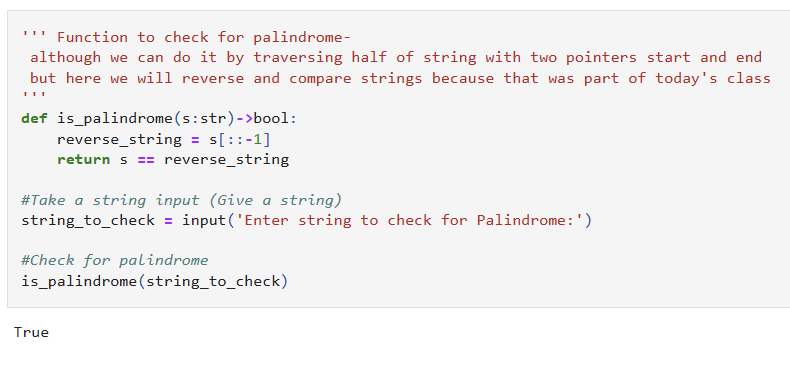 ''' Function to check for palindrome-
although we can do it by traversing half of string with two pointers start and end
but here we will reverse and compare strings because that was part of today's class
'''
def is_palindrome(s:str)->bool:
    reverse_string = s[::-1]
    return s == reverse_string
#Take a string input (Give a string)
string_to_check = input('Enter string to check for Palindrome:')
#Check for palindrome
is_palindrome(string_to_check)
True